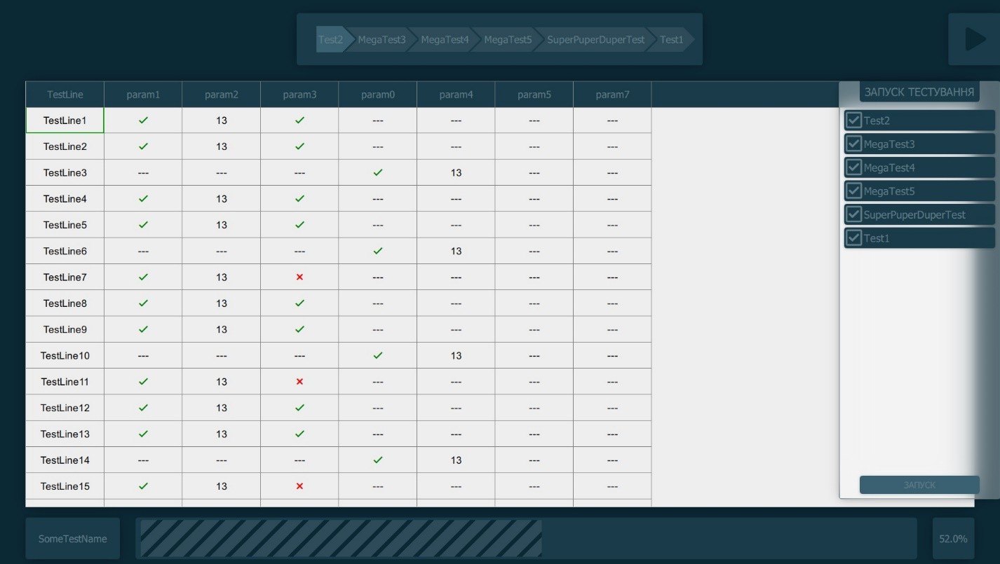 Test2 MegaTest3 MegaTest4 MegaTest5 SuperPuperDuperTest Test1
TestLine param1 param2 param3 param0 param4 param5 param7
TestLine1 ✓ 13 ✓ --- --- --- ---
TestLine2 ✓ 13 ✓ --- --- --- ---
TestLine3 --- --- --- ✓ 13 --- ---
TestLine4 ✓ 13 ✓ --- --- --- ---
TestLine5 ✓ 13 ✓ --- --- --- ---
TestLine6 --- --- --- ✓ 13 --- ---
TestLine7 ✓ 13 × --- --- --- ---
TestLine8 ✓ 13 ✓ --- --- --- ---
TestLine9 ✓ 13 ✓ --- --- --- ---
TestLine10 --- --- --- ✓ 13 --- ---
TestLine11 ✓ 13 × --- --- --- ---
TestLine12 ✓ 13 ✓ --- --- --- ---
TestLine13 ✓ 13 ✓ --- --- --- ---
TestLine14 --- --- --- ✓ 13 --- ---
TestLine15 ✓ 13 × --- --- --- ---
ЗАПУСК ТЕСТУВАННЯ
Test2
MegaTest3
MegaTest4
MegaTest5
SuperPuperDuperTest
Test1
ЗАПУСК
SomeTestName
52.0%